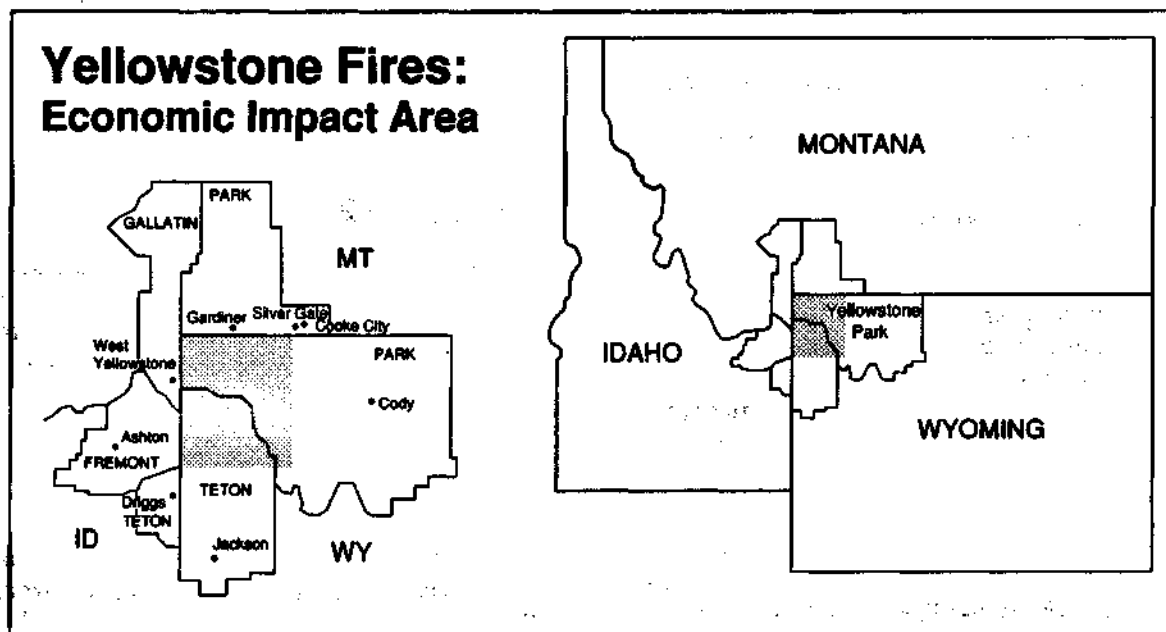 Yellowstone Fires:
Economic Impact Area
PARK
GALLATIN
MT
Gardiner
Silver Gate
Cooke City
West
Yellowstone
PARK
Cody
Ashton
FREMONT
TETON
Driggs
TETON
ID
Jackson
WY
MONTANA
Yellowstone
Park
IDAHO
WYOMING